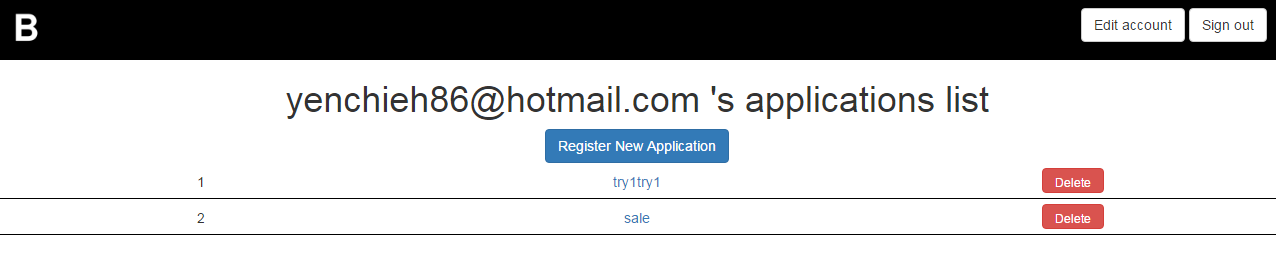 B Edit account Sign out
yenchieh86@hotmail.com 's applications list
Register New Application
1 try1try1 Delete
2 sale Delete